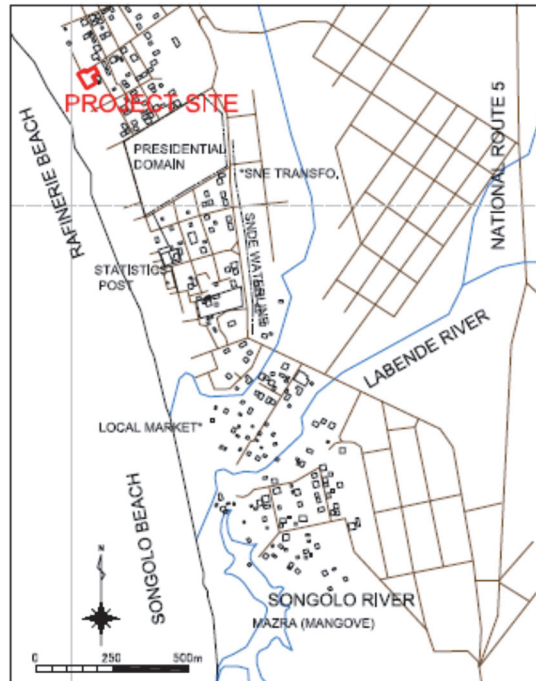 PROJECT SITE
RAFINERIE BEACH
PRESIDENTIAL
DOMAIN
*SNE TRANSFO,
NATIONAL ROUTE 5
SNDE WATERLINE
STATISTICS
POST
LABENDE RIVER
LOCAL MARKET*
SONGOLO BEACH
SONGOLO RIVER
MAZRA (MANGOVE)
N
0 250 500m